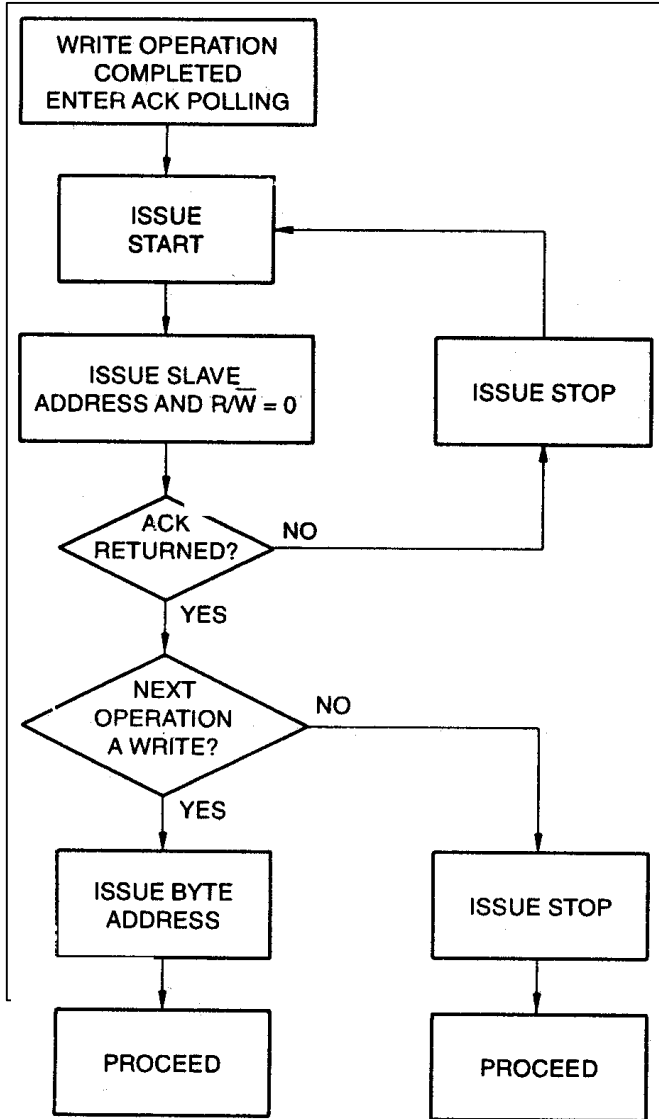 WRITE OPERATION
COMPLETED
ENTER ACK POLLING
ISSUE
START
ISSUE SLAVE
ADDRESS AND R/W̅ = 0
ISSUE STOP
ACK
RETURNED?
NO
YES
NEXT
OPERATION
A WRITE?
NO
YES
ISSUE BYTE
ADDRESS
ISSUE STOP
PROCEED
PROCEED